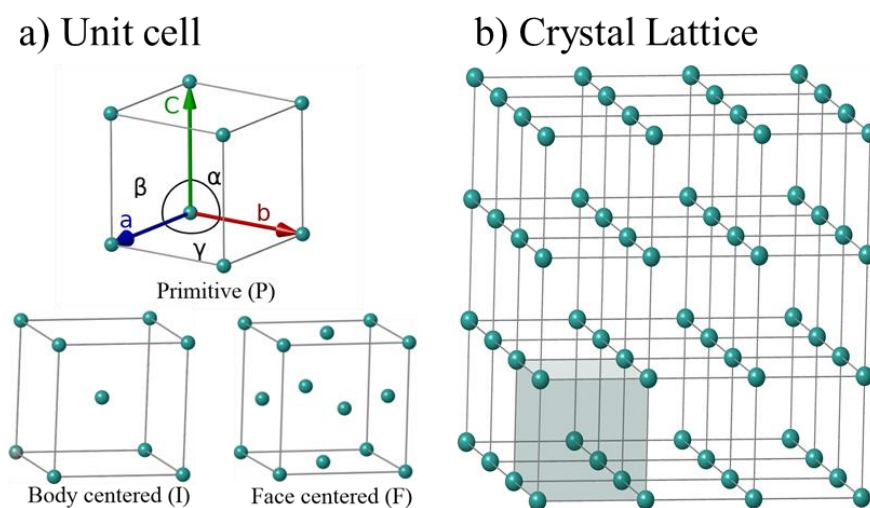 a) Unit cell
C
β
α
a
b
γ
Primitive (P)
Body centered (I)
Face centered (F)
b) Crystal Lattice